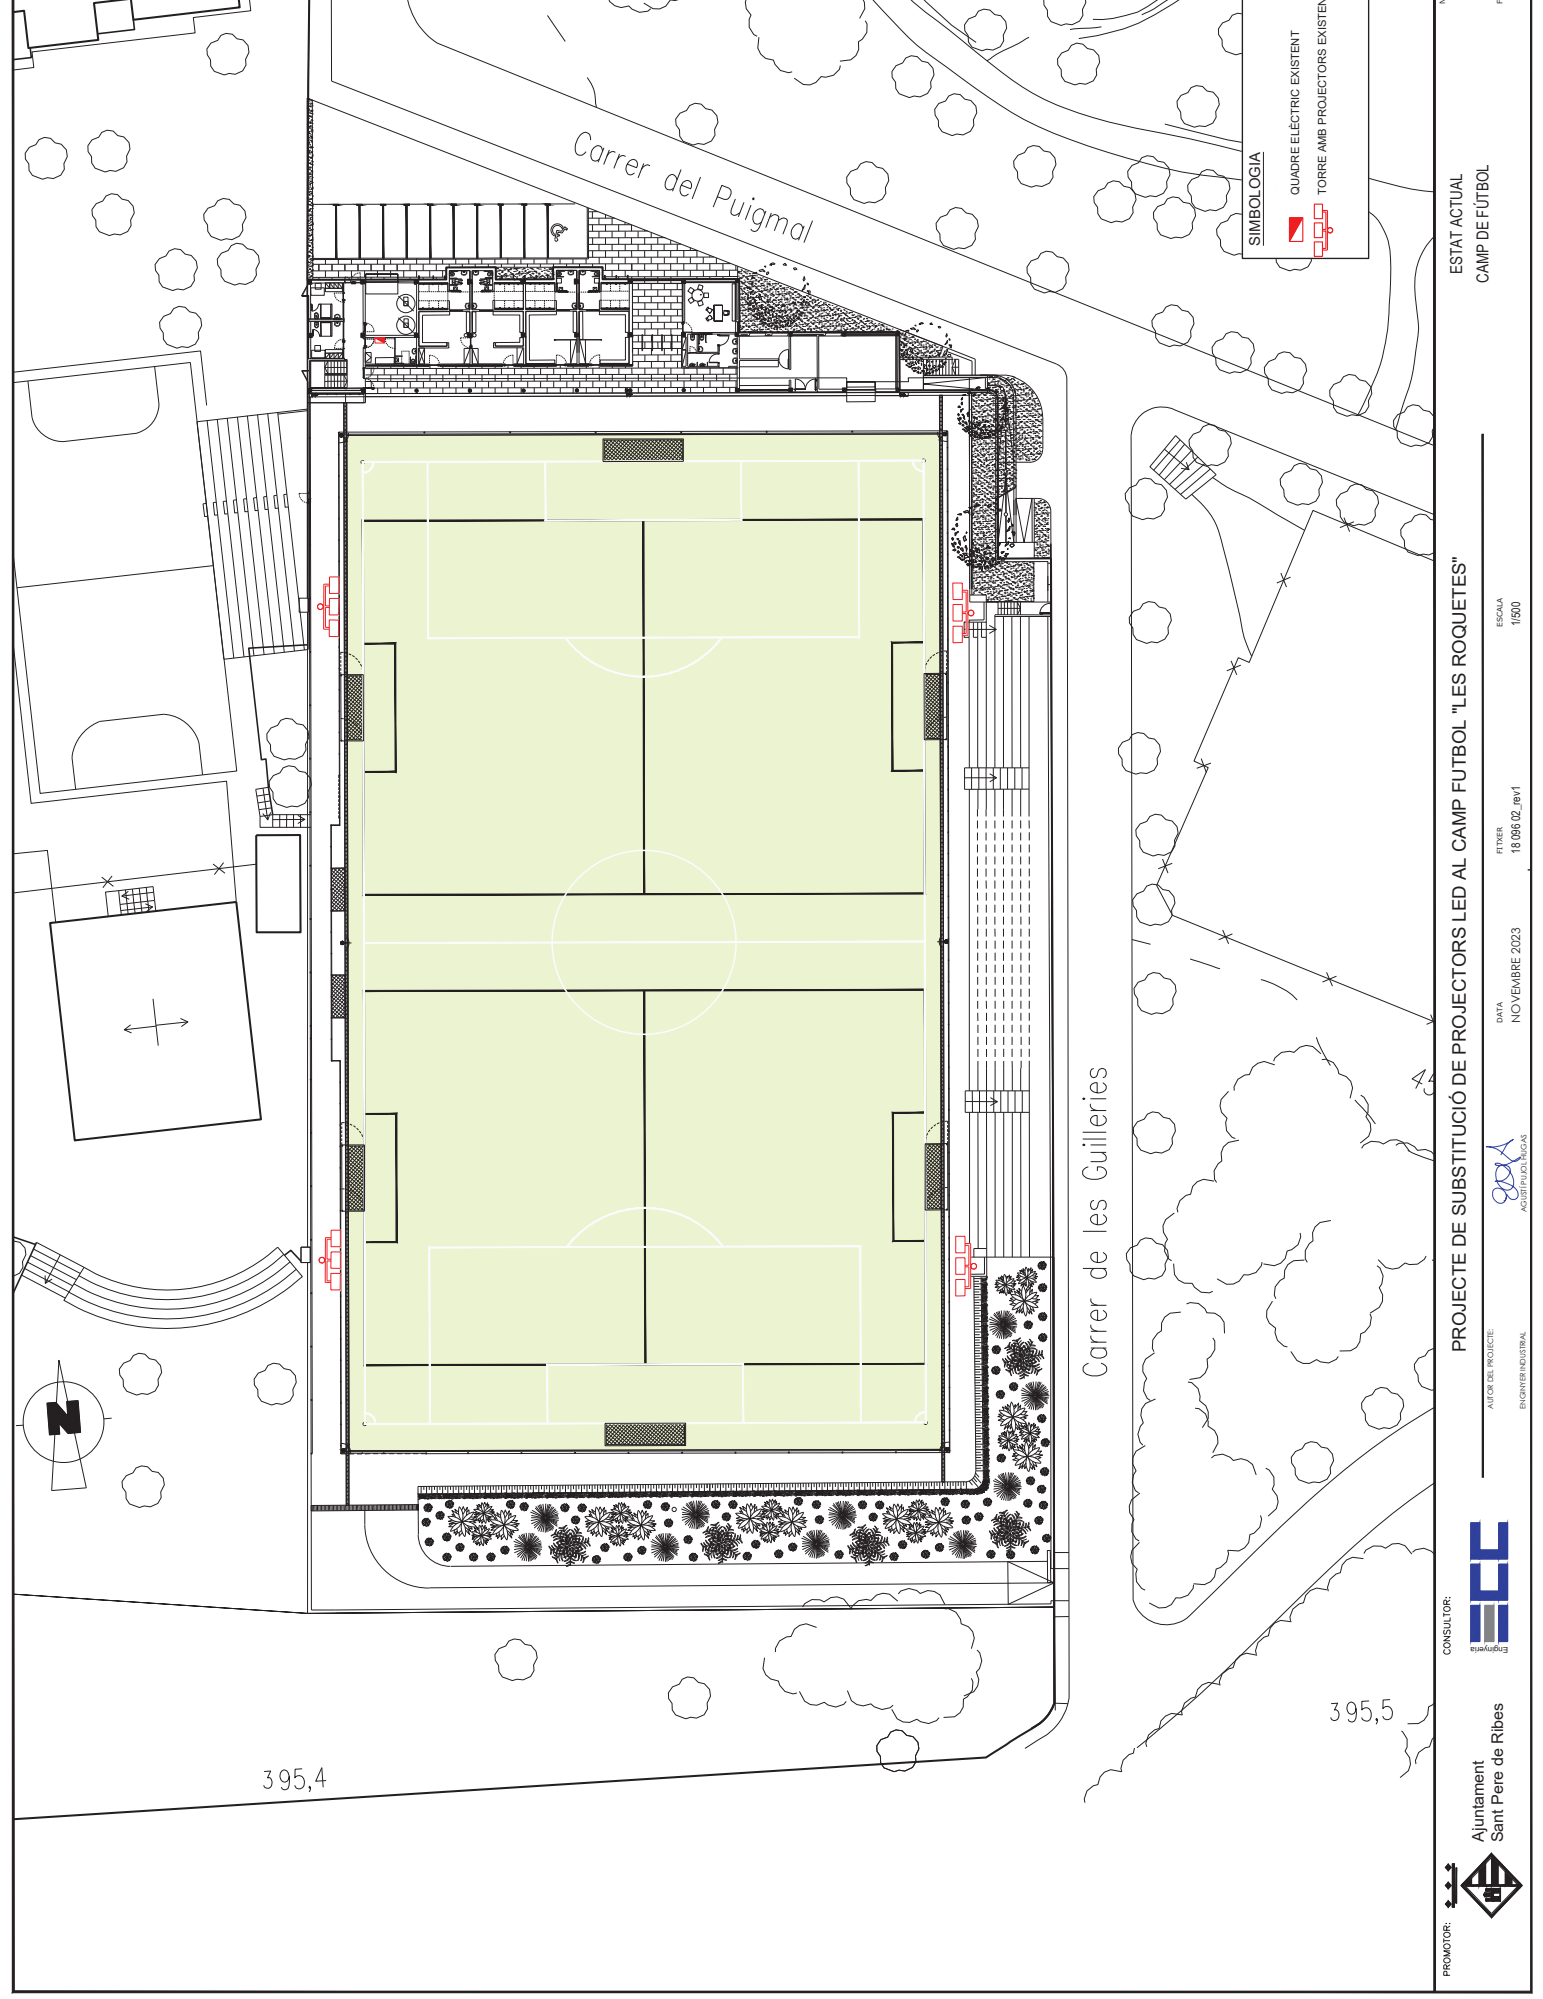 Carrer del Puigmal
Carrer de les Guilleries
395,4
395,5
N
SIMBOLOGIA
QUADRE ELÈCTRIC EXISTENT
TORRE AMB PROJECTORS EXISTEN
PROMOTOR:
Ajuntament
Sant Pere de Ribes
CONSULTOR:
ECC
Enginyeria
PROJECTE DE SUBSTITUCIÓ DE PROJECTORS LED AL CAMP FUTBOL "LES ROQUETES"
AUTOR DEL PROJECTE:
ENGINYER INDUSTRIAL
AGUSTÍ PUJOL HUGAS
DATA
NOVEMBRE 2023
FITXER
18 096 02_rev1
ESCALA
1/500
ESTAT ACTUAL
CAMP DE FÚTBOL